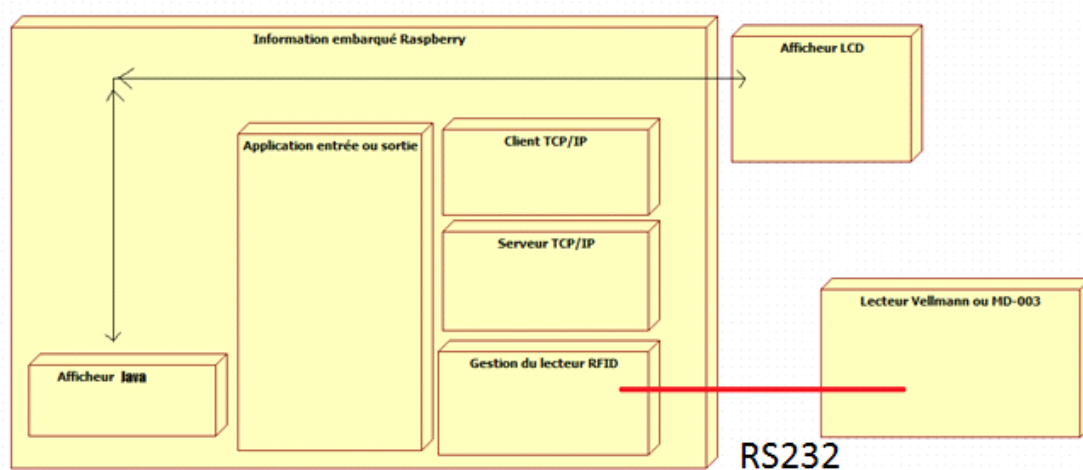 Information embarqué Raspberry
Afficheur LCD
Application entrée ou sortie
Client TCP/IP
Serveur TCP/IP
Lecteur Vellmann ou MD-003
Gestion du lecteur RFID
Afficheur Java
RS232